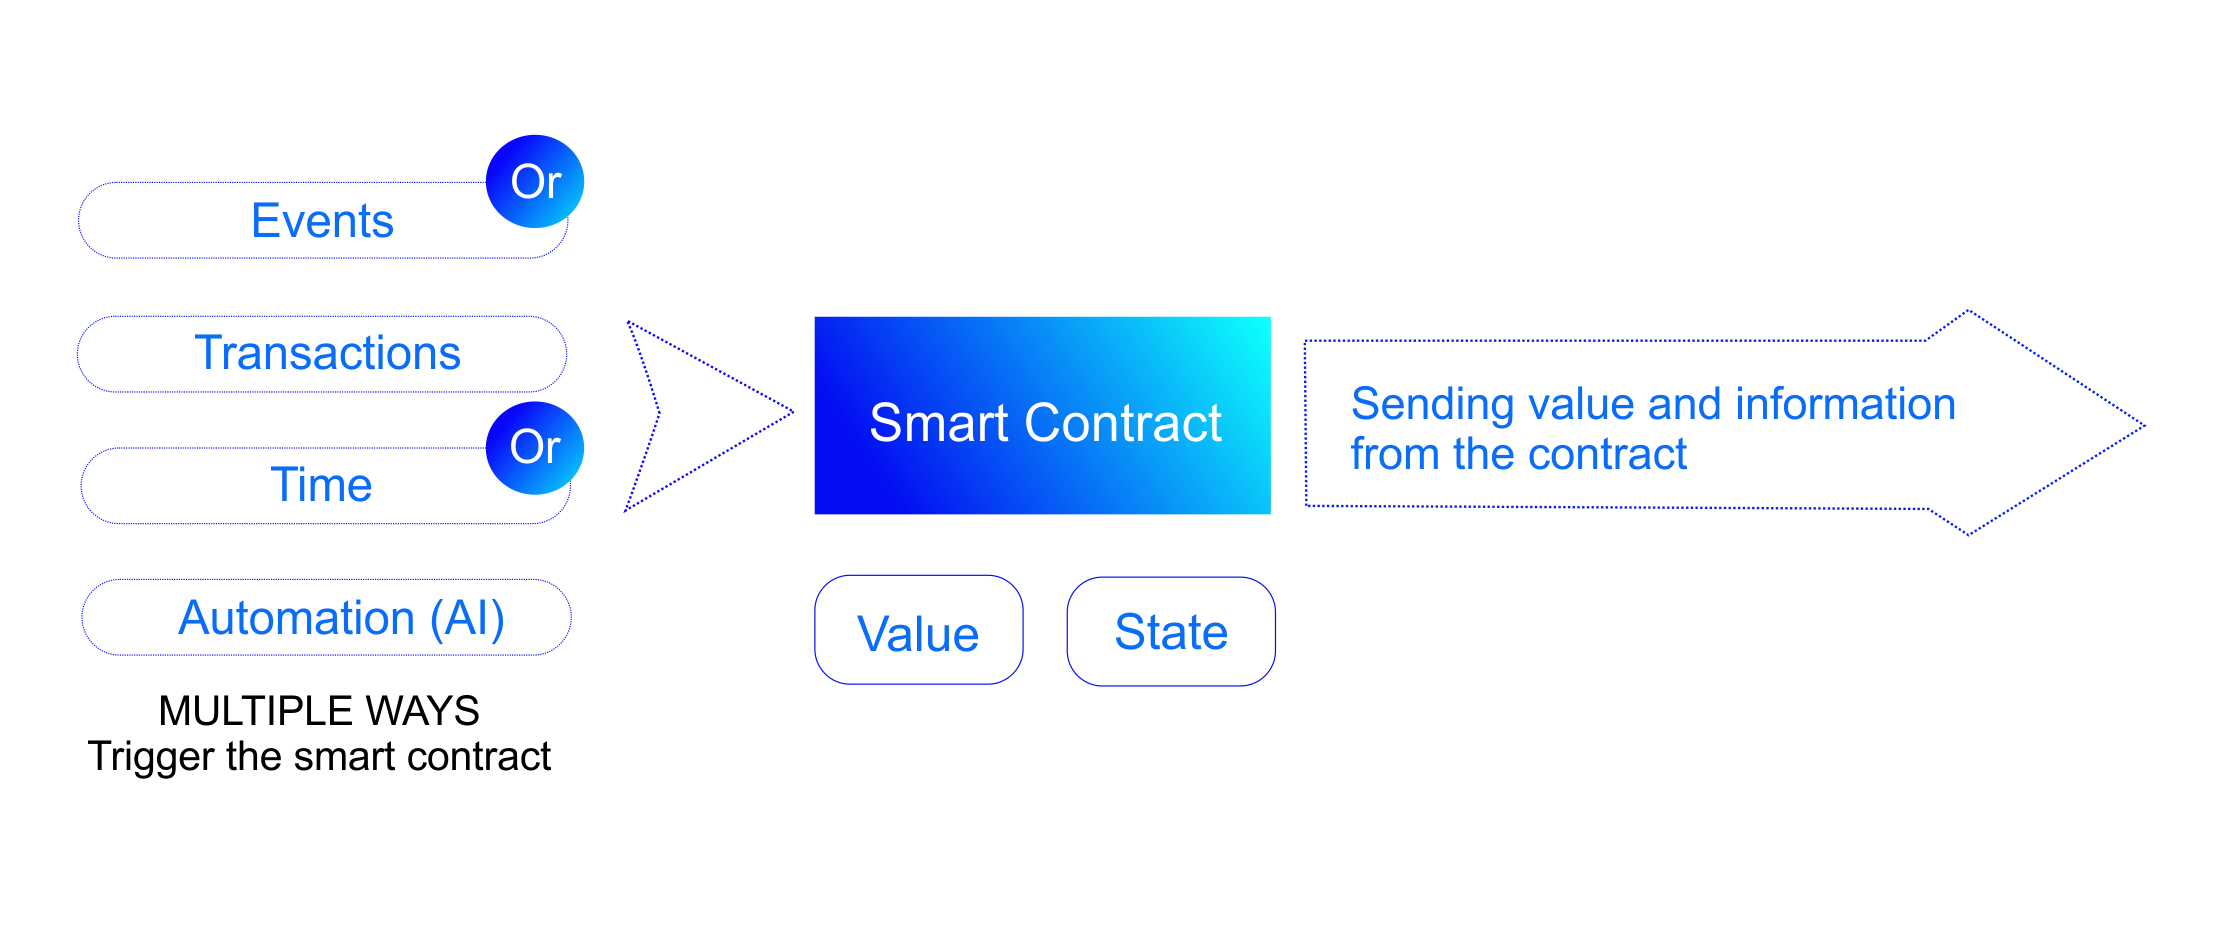 Or
Events
Transactions
Or
Time
Automation (AI)
MULTIPLE WAYS
Trigger the smart contract
Smart Contract
Value
State
Sending value and information
from the contract